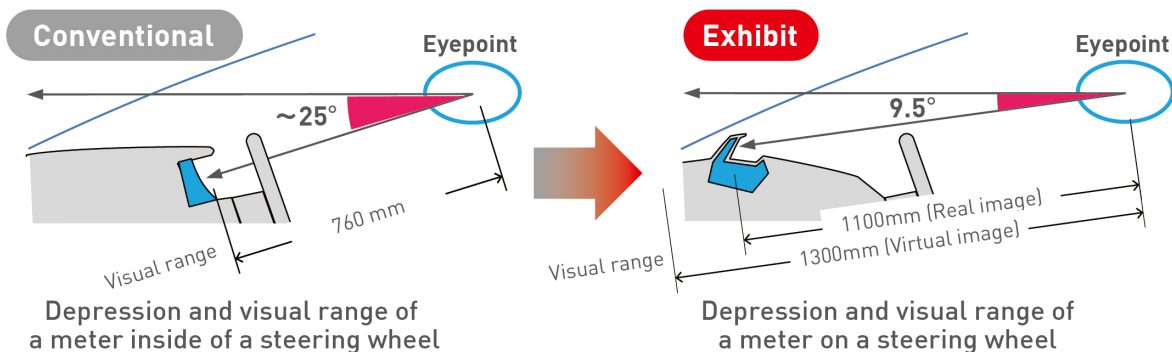 Conventional
Eyepoint
~25°
760 mm
Visual range
Depression and visual range of
a meter inside of a steering wheel
Exhibit
Eyepoint
9.5°
1100mm (Real image)
1300mm (Virtual image)
Visual range
Depression and visual range of
a meter on a steering wheel